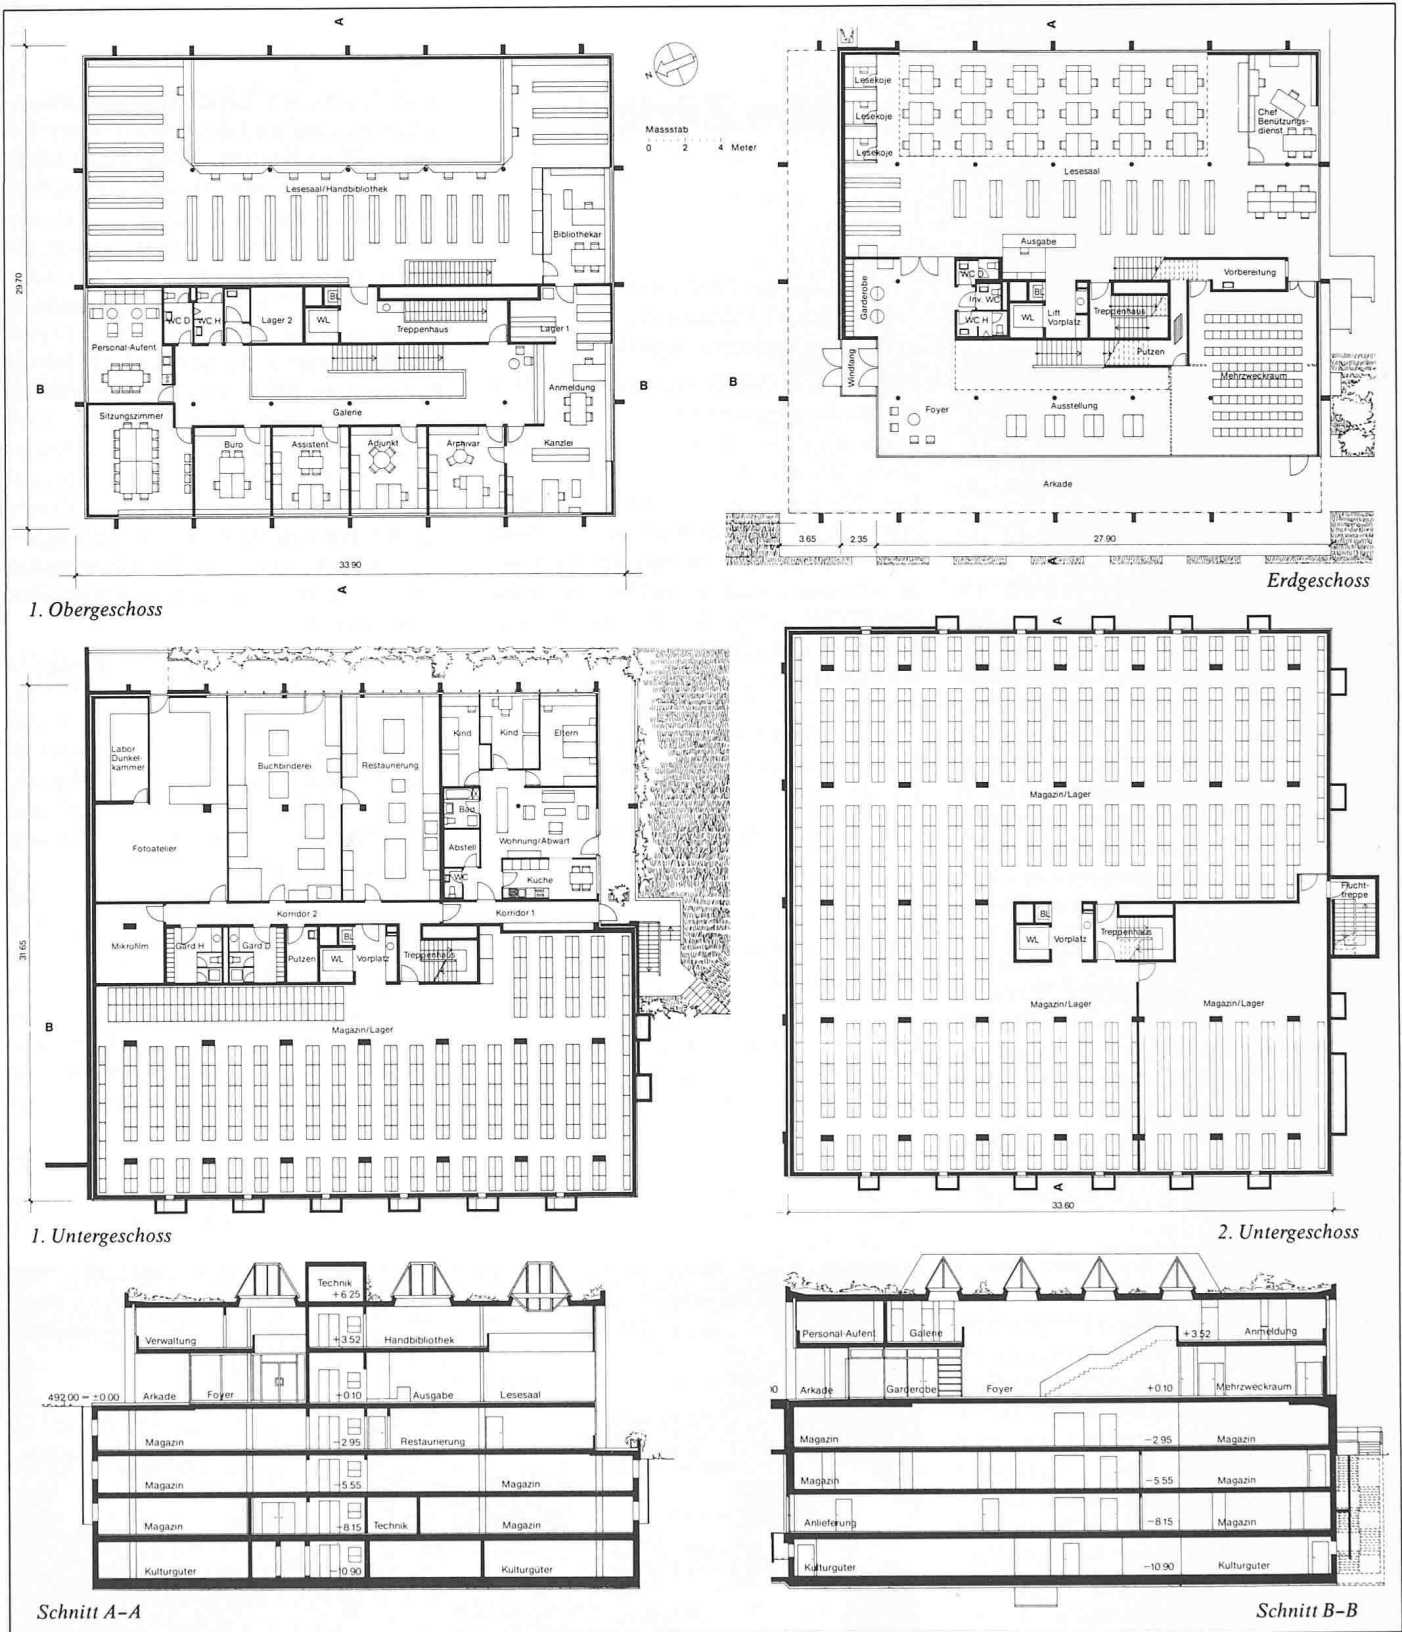 A
N
Massstab
0 2 4 Meter
29.70
Lesesaal/Handbibliothek
Bibliothekar
WC D
WC H
Lager 2
BL
WL
Treppenhaus
Lager 1
Personal-Aufent
B
B
Anmeldung
Galerie
Sitzungszimmer
Büro
Assistent
Adjunkt
Archivar
Kanzlei
33.90
A
1. Obergeschoss
A
Lesekoje
Lesekoje
Lesekoje
Chef
Benützungs-
dienst
Lesesaal
Ausgabe
WC D
Vorbereitung
Garderobe
Inv. WC
BL
WC H
WL
Lift
Vorplatz
Treppenhaus
Putzen
Windfang
B
Mehrzweckraum
Foyer
Ausstellung
Arkade
3.65
2.35
27.90
A
Erdgeschoss
Labor
Dunkel-
kammer
Buchbinderei
Restaurierung
Kind
Kind
Eltern
Bad
Fotoatelier
Abstell
Wohnung/Abwart
WC
Küche
Korridor 2
Korridor 1
Mikrofilm
Gard H
Gard D
Putzen
BL
WL
Vorplatz
Treppenhaus
31.65
B
Magazin/Lager
1. Untergeschoss
A
Magazin/Lager
Flucht-
treppe
BL
WL
Vorplatz
Treppenhaus
Magazin/Lager
Magazin/Lager
A
33.60
2. Untergeschoss
Technik
+6.25
Verwaltung
+3.52
Handbibliothek
492.00 = ±0.00
Arkade
Foyer
+0.10
Ausgabe
Lesesaal
Magazin
−2.95
Restaurierung
Magazin
−5.55
Magazin
Magazin
−8.15
Technik
Magazin
Kulturgüter
−10.90
Kulturgüter
Schnitt A–A
Personal-Aufent
Galerie
+3.52
Anmeldung
Arkade
Garderobe
Foyer
+0.10
Mehrzweckraum
Magazin
−2.95
Magazin
Magazin
−5.55
Magazin
Anlieferung
−8.15
Magazin
Kulturgüter
−10.90
Kulturgüter
Schnitt B–B